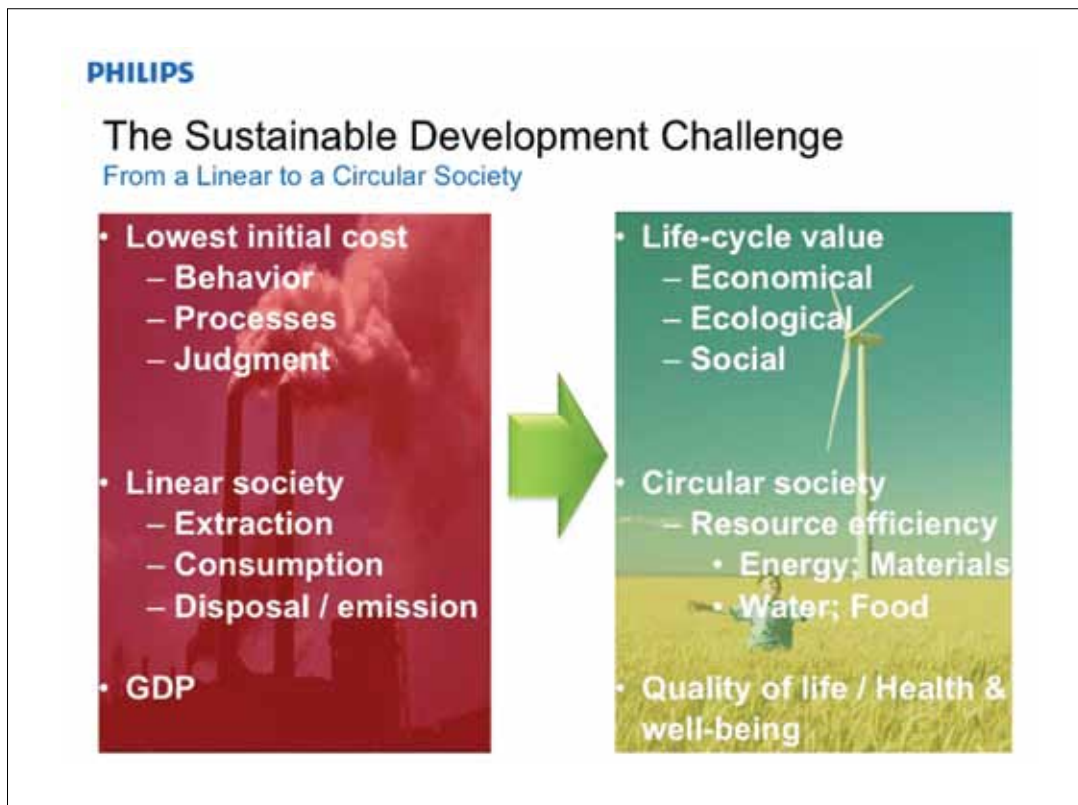 PHILIPS
The Sustainable Development Challenge
From a Linear to a Circular Society
• Lowest initial cost
– Behavior
– Processes
– Judgment
• Linear society
– Extraction
– Consumption
– Disposal / emission
• GDP
• Life-cycle value
– Economical
– Ecological
– Social
• Circular society
– Resource efficiency
• Energy; Materials
• Water; Food
• Quality of life / Health &
well-being